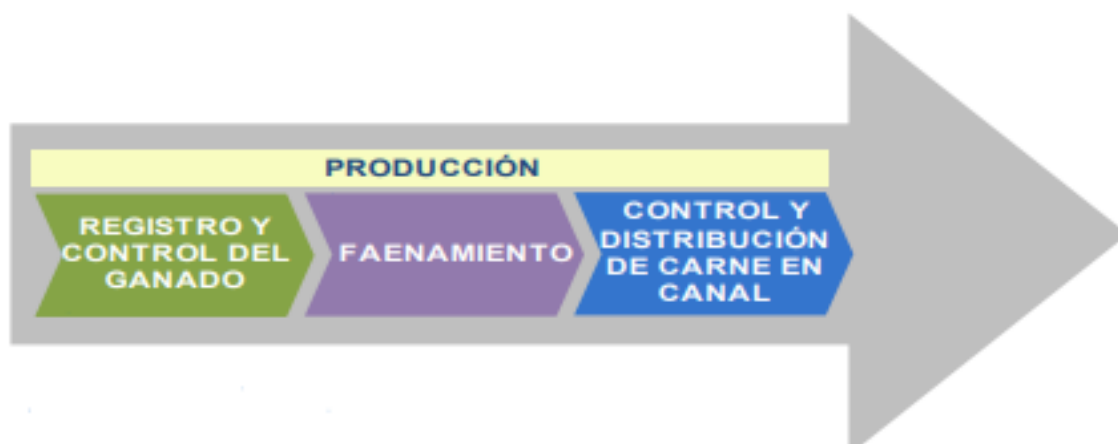 PRODUCCIÓN
REGISTRO Y
CONTROL DEL
GANADO
FAENAMIENTO
CONTROL Y
DISTRIBUCIÓN
DE CARNE EN
CANAL